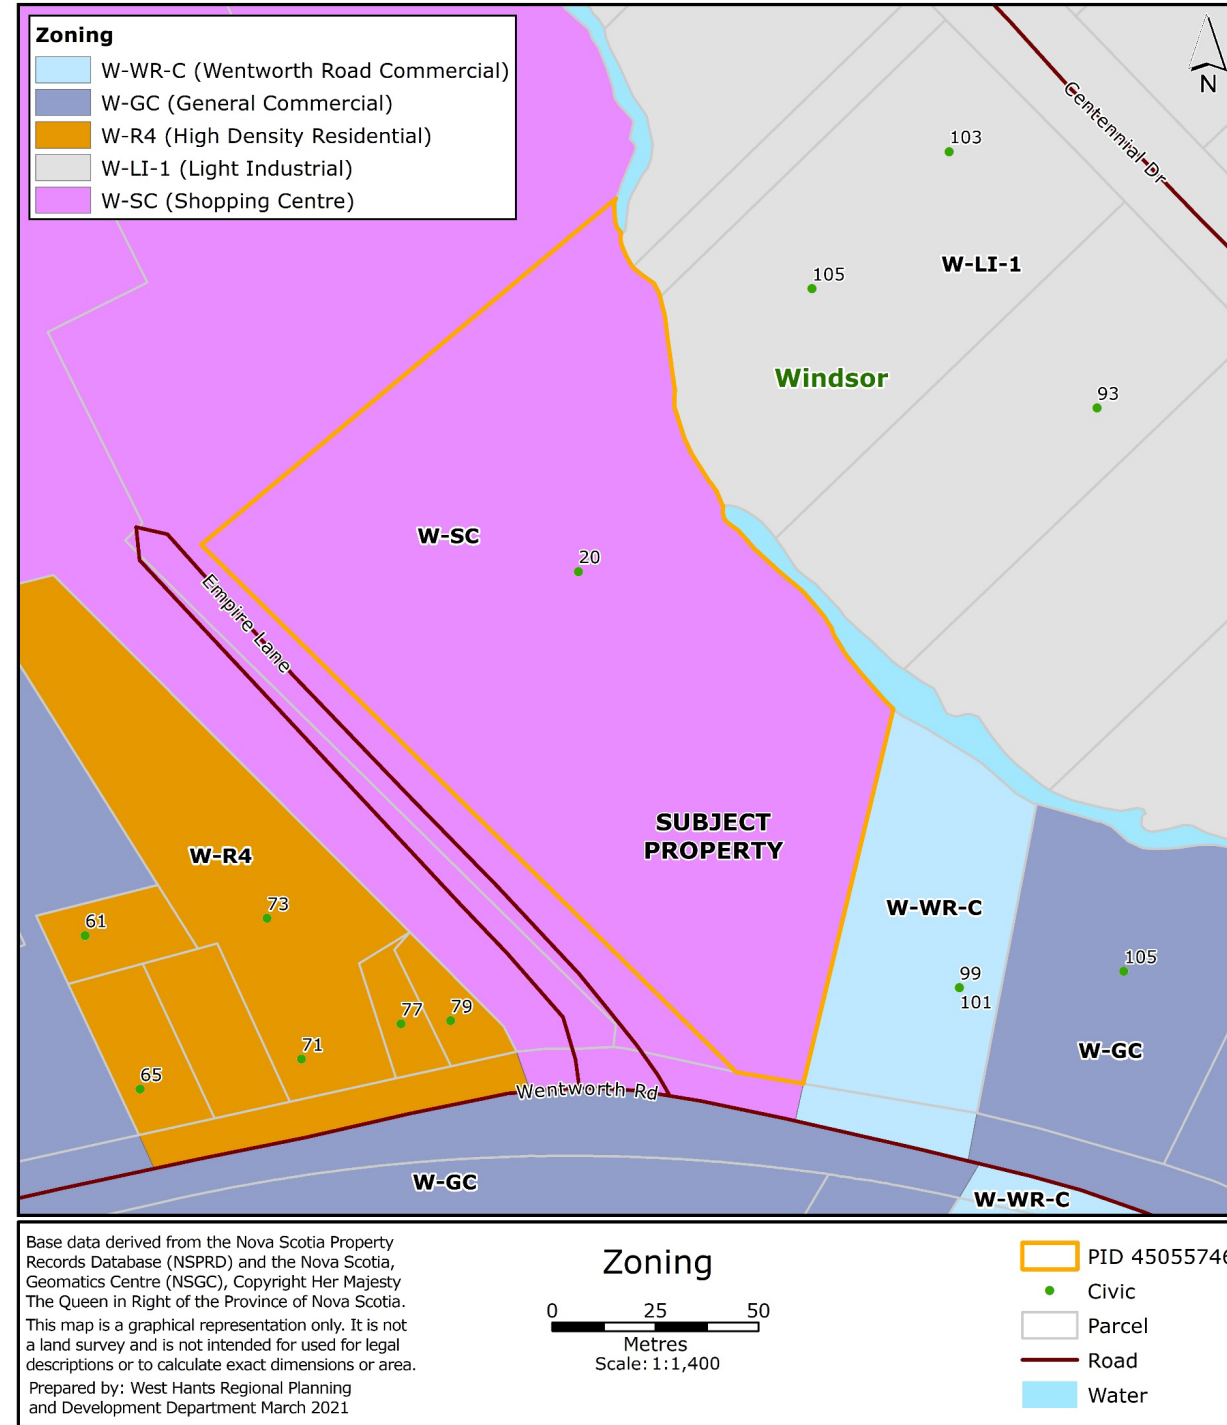 Zoning
W-WR-C (Wentworth Road Commercial)
W-GC (General Commercial)
W-R4 (High Density Residential)
W-LI-1 (Light Industrial)
W-SC (Shopping Centre)
N
Centennial Dr
103
W-LI-1
105
Windsor
93
W-SC
20
Empire Lane
SUBJECT
PROPERTY
W-R4
W-WR-C
73
61
105
99
101
77
79
71
W-GC
65
Wentworth Rd
W-GC
W-WR-C
Base data derived from the Nova Scotia Property
Records Database (NSPRD) and the Nova Scotia,
Geomatics Centre (NSGC), Copyright Her Majesty
The Queen in Right of the Province of Nova Scotia.
This map is a graphical representation only. It is not
a land survey and is not intended for used for legal
descriptions or to calculate exact dimensions or area.
Prepared by: West Hants Regional Planning
and Development Department March 2021
Zoning
0 25 50
Metres
Scale: 1:1,400
PID 45055746
Civic
Parcel
Road
Water